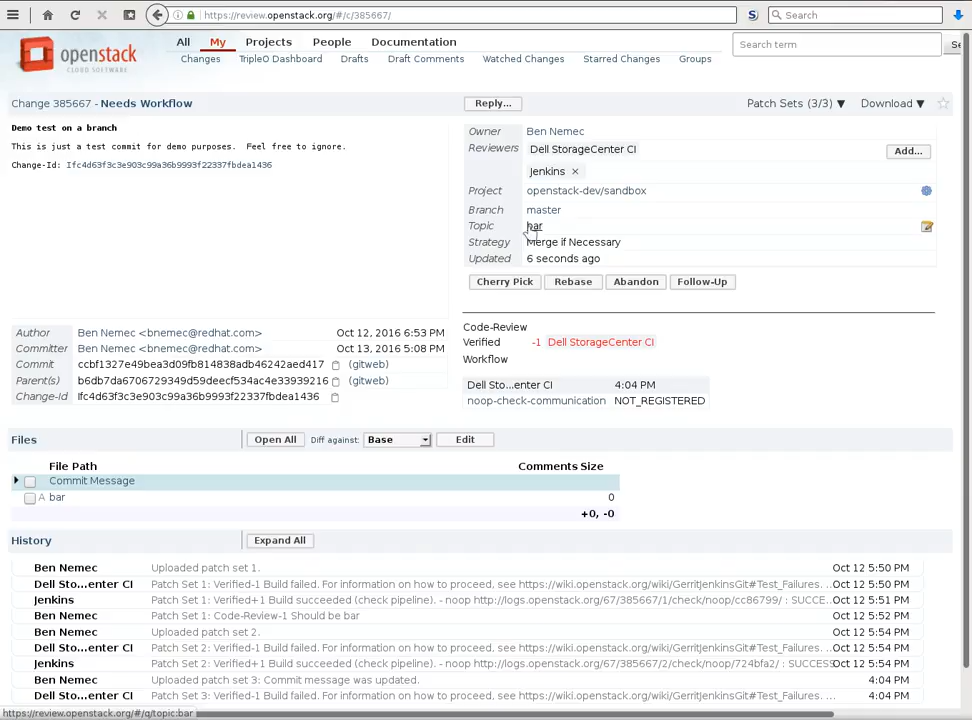 https://review.openstack.org/#/c/385667/
S
Search
openstack
CLOUD SOFTWARE
All My Projects People Documentation
Changes TripleO Dashboard Drafts Draft Comments Watched Changes Starred Changes Groups
Search term
Se
Change 385667 - Needs Workflow
Reply...
Patch Sets (3/3) ▼ Download ▼
Demo test on a branch
This is just a test commit for demo purposes. Feel free to ignore.
Change-Id: Ifc4d63f3c3e903c99a36b9993f22337fbdea1436
Owner Ben Nemec
Reviewers Dell StorageCenter CI
Add...
Jenkins ×
Project openstack-dev/sandbox
Branch master
Topic bar
Strategy Merge if Necessary
Updated 6 seconds ago
Cherry Pick Rebase Abandon Follow-Up
Author Ben Nemec <bnemec@redhat.com> Oct 12, 2016 6:53 PM
Committer Ben Nemec <bnemec@redhat.com> Oct 13, 2016 5:08 PM
Commit ccbf1327e49bea3d09fb814838adb46242aed417 (gitweb)
Parent(s) b6db7da6706729349d59deecf534ac4e33939216 (gitweb)
Change-Id Ifc4d63f3c3e903c99a36b9993f22337fbdea1436
Code-Review
Verified -1 Dell StorageCenter CI
Workflow
Dell Sto...enter CI 4:04 PM
noop-check-communication NOT_REGISTERED
Files Open All Diff against: Base Edit
File Path Comments Size
Commit Message
A bar 0
+0, -0
History Expand All
Ben Nemec Uploaded patch set 1. Oct 12 5:50 PM
Dell Sto...enter CI Patch Set 1: Verified-1 Build failed. For information on how to proceed, see https://wiki.openstack.org/wiki/GerritJenkinsGit#Test_Failures. ... Oct 12 5:50 PM
Jenkins Patch Set 1: Verified+1 Build succeeded (check pipeline). - noop http://logs.openstack.org/67/385667/1/check/noop/cc86799/ : SUCCE... Oct 12 5:51 PM
Ben Nemec Patch Set 1: Code-Review-1 Should be bar Oct 12 5:52 PM
Ben Nemec Uploaded patch set 2. Oct 12 5:54 PM
Dell Sto...enter CI Patch Set 2: Verified-1 Build failed. For information on how to proceed, see https://wiki.openstack.org/wiki/GerritJenkinsGit#Test_Failures. ... Oct 12 5:54 PM
Jenkins Patch Set 2: Verified+1 Build succeeded (check pipeline). - noop http://logs.openstack.org/67/385667/2/check/noop/724bfa2/ : SUCCESS Oct 12 5:54 PM
Ben Nemec Uploaded patch set 3: Commit message was updated. 4:04 PM
Dell Sto...enter CI Patch Set 3: Verified-1 Build failed. For information on how to proceed, see https://wiki.openstack.org/wiki/GerritJenkinsGit#Test_Failures. ... 4:04 PM
https://review.openstack.org/#/q/topic:bar